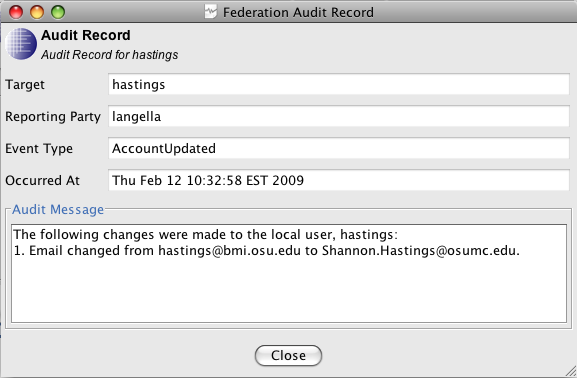 Federation Audit Record
Audit Record
Audit Record for hastings
Target hastings
Reporting Party langella
Event Type AccountUpdated
Occurred At Thu Feb 12 10:32:58 EST 2009
Audit Message
The following changes were made to the local user, hastings:
1. Email changed from hastings@bmi.osu.edu to Shannon.Hastings@osumc.edu.
Close